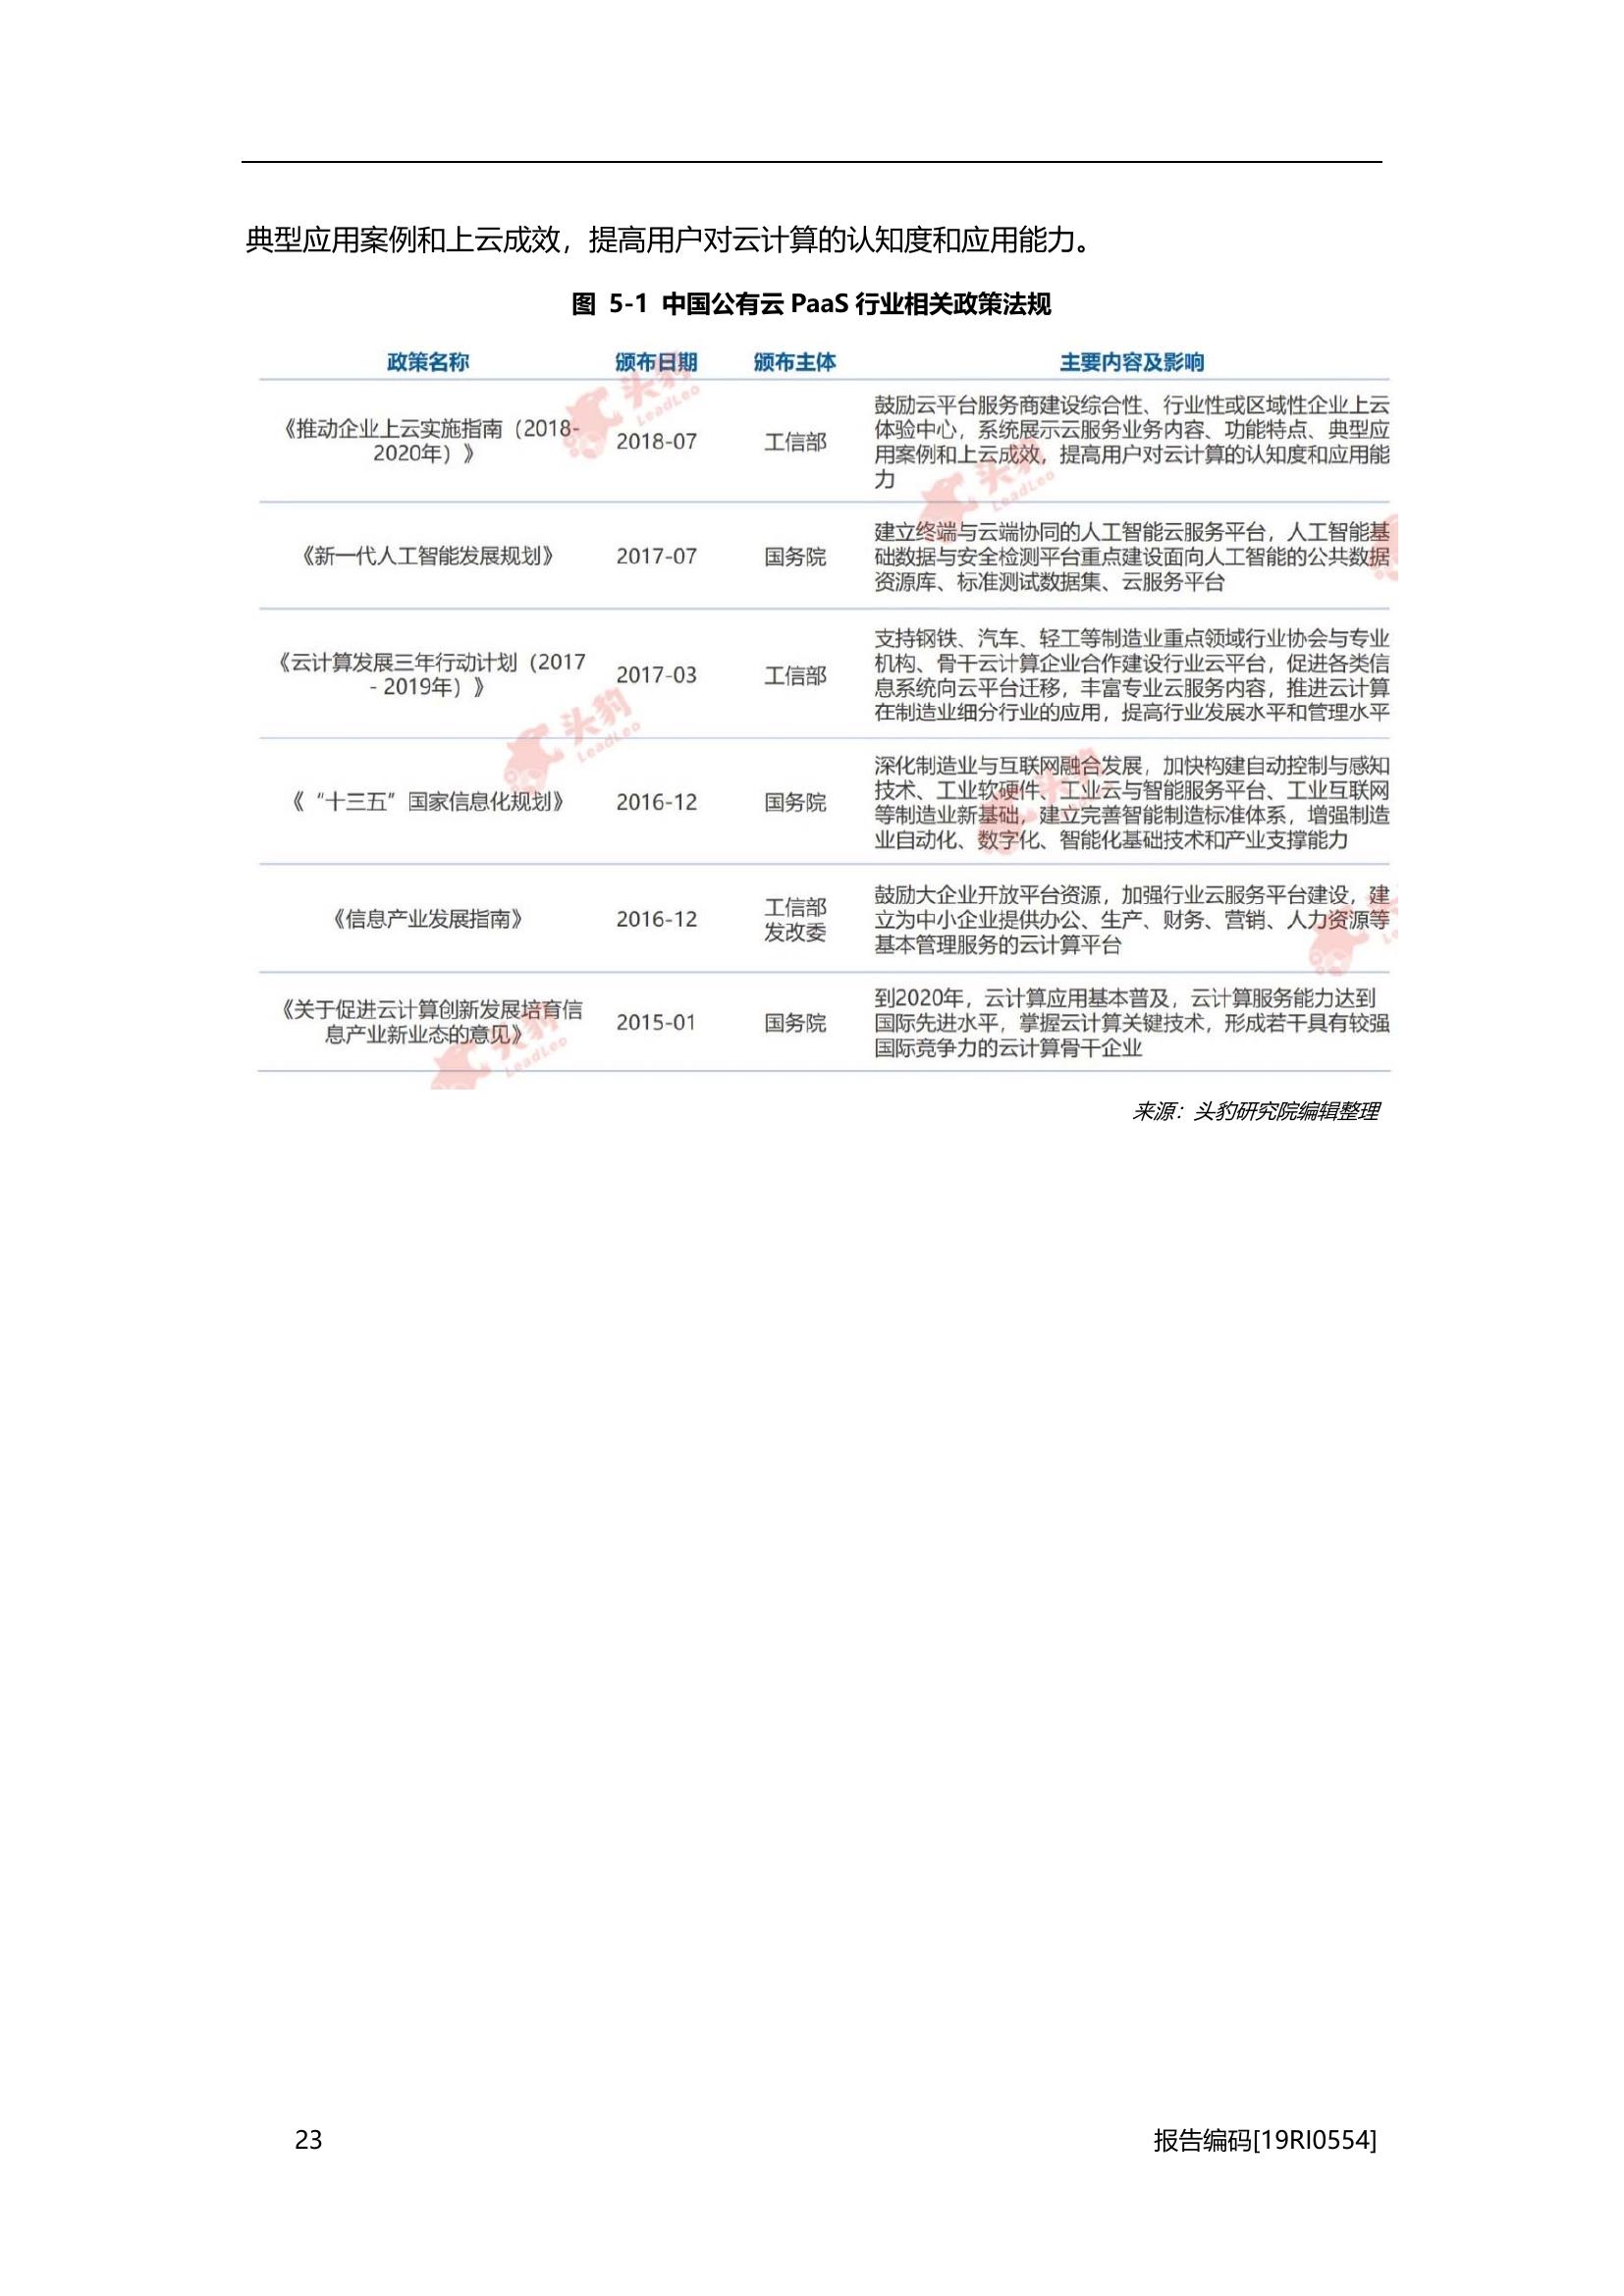 典型应用案例和上云成效，提高用户对云计算的认知度和应用能力。
图 5-1 中国公有云 PaaS 行业相关政策法规
政策名称 颁布日期 颁布主体 主要内容及影响
《推动企业上云实施指南（2018-
2020年）》
2018-07
工信部
鼓励云平台服务商建设综合性、行业性或区域性企业上云
体验中心，系统展示云服务业务内容、功能特点、典型应
用案例和上云成效，提高用户对云计算的认知度和应用能
力
《新一代人工智能发展规划》
2017-07
国务院
建立终端与云端协同的人工智能云服务平台，人工智能基
础数据与安全检测平台重点建设面向人工智能的公共数据
资源库、标准测试数据集、云服务平台
《云计算发展三年行动计划（2017
- 2019年）》
2017-03
工信部
支持钢铁、汽车、轻工等制造业重点领域行业协会与专业
机构、骨干云计算企业合作建设行业云平台，促进各类信
息系统向云平台迁移，丰富专业云服务内容，推进云计算
在制造业细分行业的应用，提高行业发展水平和管理水平
《“十三五”国家信息化规划》
2016-12
国务院
深化制造业与互联网融合发展，加快构建自动控制与感知
技术、工业软硬件、工业云与智能服务平台、工业互联网
等制造业新基础，建立完善智能制造标准体系，增强制造
业自动化、数字化、智能化基础技术和产业支撑能力
《信息产业发展指南》
2016-12
工信部
发改委
鼓励大企业开放平台资源，加强行业云服务平台建设，建
立为中小企业提供办公、生产、财务、营销、人力资源等
基本管理服务的云计算平台
《关于促进云计算创新发展培育信
息产业新业态的意见》
2015-01
国务院
到2020年，云计算应用基本普及，云计算服务能力达到
国际先进水平，掌握云计算关键技术，形成若干具有较强
国际竞争力的云计算骨干企业
头豹
LeadLeo
头豹
LeadLeo
头豹
LeadLeo
头豹
头豹
LeadLeo
来源：头豹研究院编辑整理
23
报告编码[19RI0554]